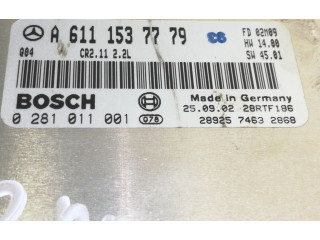 A 611 153 77 79
FD 02M09
Q04 CR2.11 2.2L
HW 14.00
SW 45.01
BOSCH
Made in Germany
0 281 011 001 078
25.09.02 28RTF186
28925 7463 2868